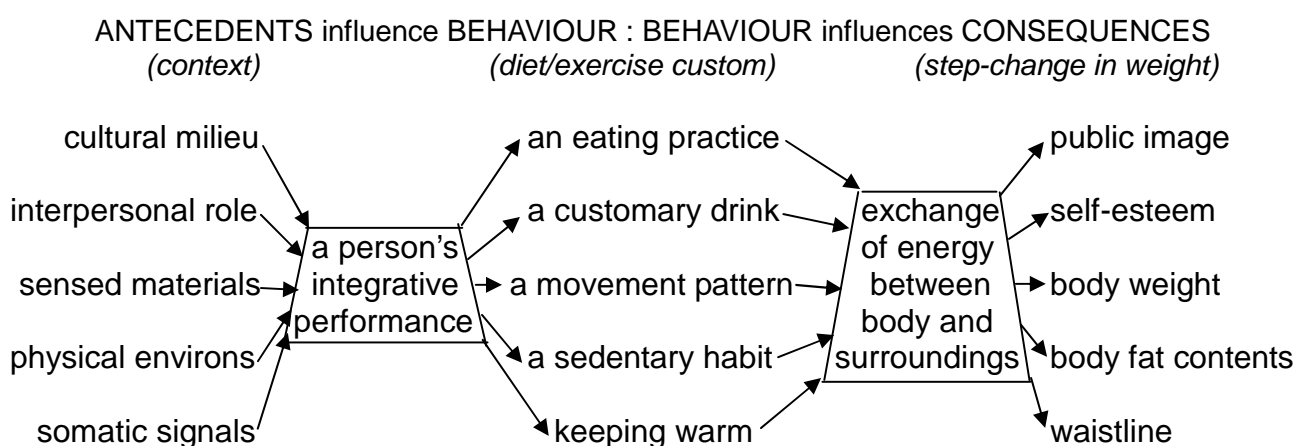 ANTECEDENTS influence BEHAVIOUR : BEHAVIOUR influences CONSEQUENCES
(context) (diet/exercise custom) (step-change in weight)
cultural milieu an eating practice public image
interpersonal role a customary drink exchange self-esteem
a person's of energy
sensed materials integrative a movement pattern between body weight
performance body and
physical environs a sedentary habit surroundings body fat contents
somatic signals keeping warm waistline